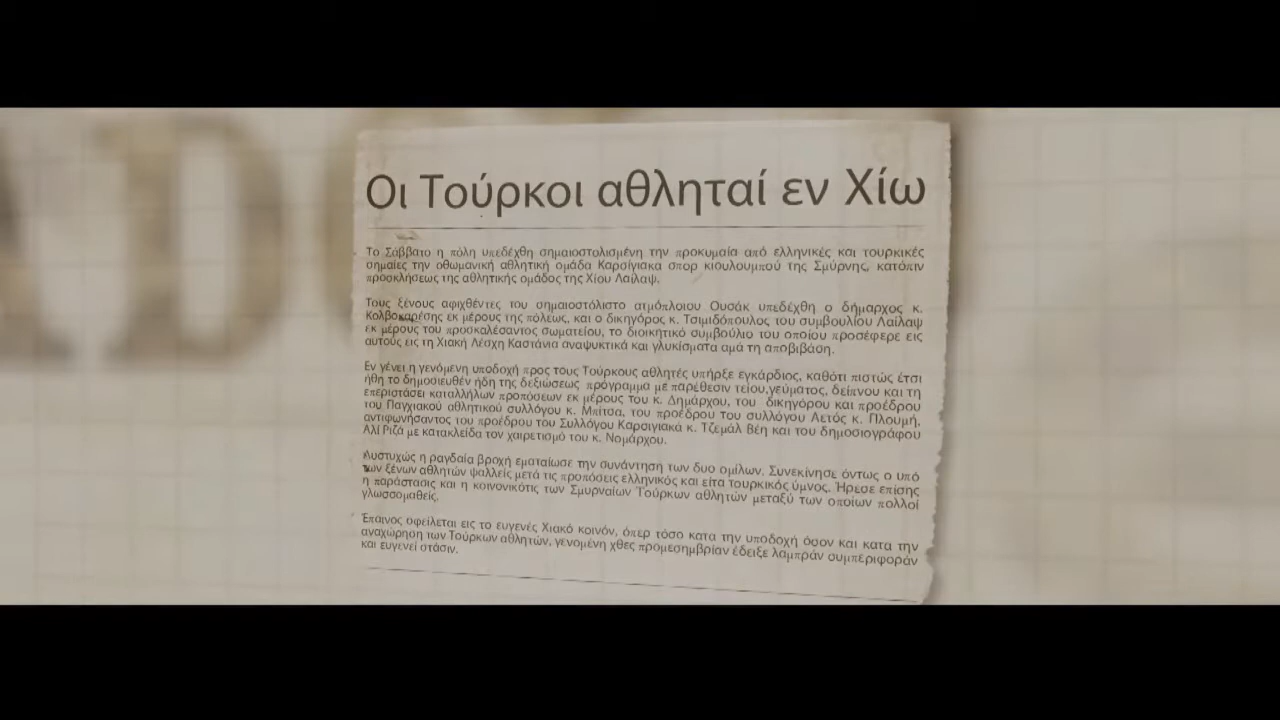 Οι Τούρκοι αθληταί εν Χίω
Το Σάββατο η πόλη υπεδέχθη σημαιοστολισμένη την προκυμαία από ελληνικές και τουρκικές
σημαίες την οθωμανική αθλητική ομάδα Καρσίγιακα σπορ κιουλουμπού της Σμύρνης, κατόπιν
προσκλήσεως της αθλητικής ομάδος της Χίου Λαίλαψ.
Τους ξένους αφιχθέντες του σημαιοστόλιστο ατμόπλοιου Ουσάκ υπεδέχθη ο δήμαρχος κ.
Κολβοκαρέσης εκ μέρους της πόλεως, και ο δικηγόρος κ. Τσιμιδόπουλος του συμβουλίου Λαίλαψ
εκ μέρους του προσκαλέσαντος σωματείου, το διοικητικό συμβούλιο του οποίου προσέφερε εις
αυτούς εις τη Χιακή Λέσχη Καστάνια αναψυκτικά και γλυκίσματα αμά τη αποβιβάση.
Εν γένει η γενόμενη υποδοχή προς τους Τούρκους αθλητές υπήρξε εγκάρδιος, καθότι πιστώς έτσι
ήθη το δημοσιευθέν ήδη της δεξιώσεως πρόγραμμα με παρέθεσιν τείου,γεύματος, δείπνου και τη
επεριστάσει καταλλήλων προπόσεων εκ μέρους του κ. Δημάρχου, του δικηγόρου και προέδρου
του Παγχιακού αθλητικού συλλόγου κ. Μπίτσα, του προέδρου του συλλόγου Αετός κ. Πλουμή,
αντιφωνήσαντος του προέδρου του Συλλόγου Καρσιγιακά κ. Τζεμάλ Βέη και του δημοσιογράφου
Αλί Ριζά με κατακλείδα τον χαιρετισμό του κ. Νομάρχου.
Δυστυχώς η ραγδαία βροχή εματαίωσε την συνάντηση των δυο ομίλων. Συνεκίνησε όντως ο υπό
των ξένων αθλητών ψαλλείς μετά τις προπόσεις ελληνικός και είτα τουρκικός ύμνος. Ήρεσε επίσης
η παράστασις και η κοινονικότις των Σμυρναίων Τούρκων αθλητών μεταξύ των οποίων πολλοί
γλωσσομαθείς.
Έπαινος οφείλεται εις το ευγενές Χιακό κοινόν, όπερ τόσο κατα την υποδοχή όσον και κατα την
αναχώρηση των Τούρκων αθλητών, γενομένη χθες προμεσημβρίαν έδειξε λαμπράν συμπεριφοράν
και ευγενεί στάσιν.